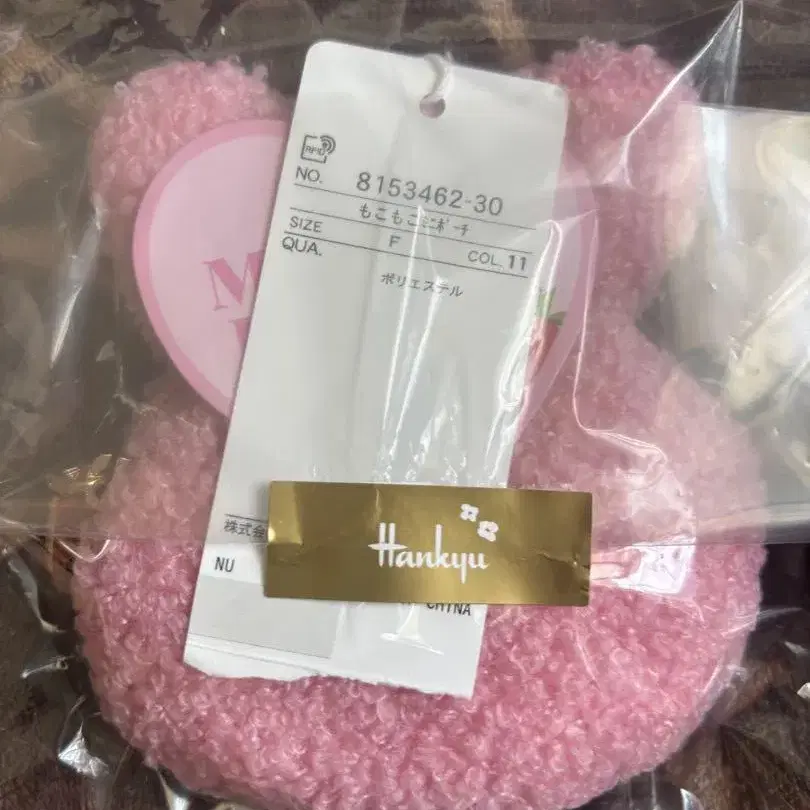 RFID
NO. 8153462-30
もこもこミニポーチ
SIZE F COL. 11
QUA.
ポリエステル
M
株式会
Hankyu
NU
CHINA